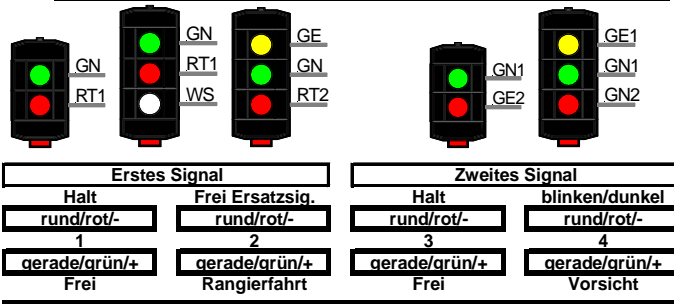 GN
RT1
GN
RT1
WS
GE
GN
RT2
GN1
GE2
GE1
GN1
GN2
Erstes Signal Zweites Signal
Halt Frei Ersatzsig. Halt blinken/dunkel
rund/rot/- rund/rot/- rund/rot/- rund/rot/-
1 2 3 4
gerade/grün/+ gerade/grün/+ gerade/grün/+ gerade/grün/+
Frei Rangierfahrt Frei Vorsicht